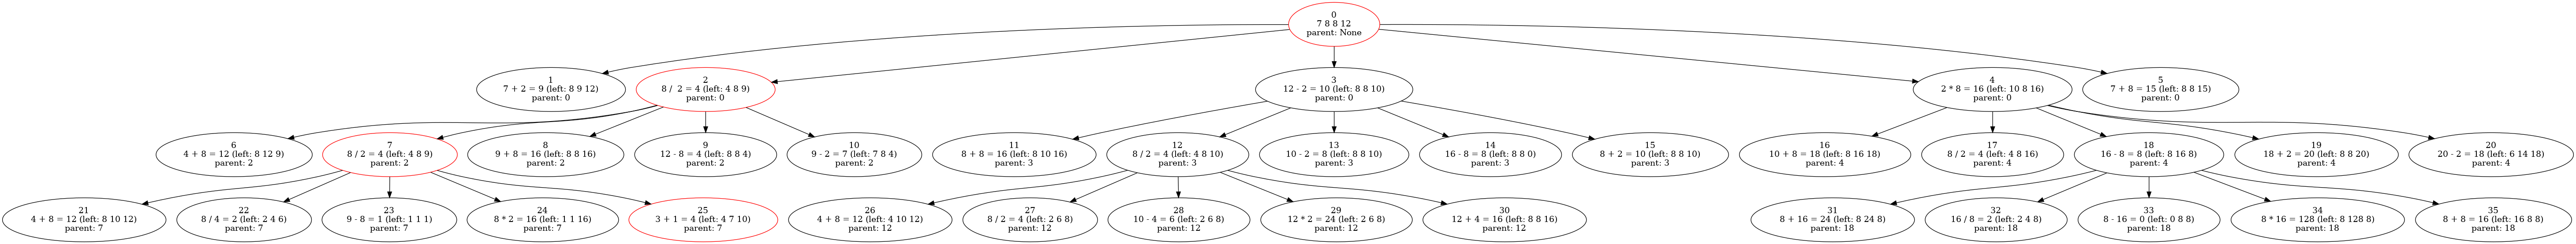 0
7 8 8 12
parent: None
1
7 + 2 = 9 (left: 8 9 12)
parent: 0
2
8 /  2 = 4 (left: 4 8 9)
parent: 0
3
12 - 2 = 10 (left: 8 8 10)
parent: 0
4
2 * 8 = 16 (left: 10 8 16)
parent: 0
5
7 + 8 = 15 (left: 8 8 15)
parent: 0
6
4 + 8 = 12 (left: 8 12 9)
parent: 2
7
8 / 2 = 4 (left: 4 8 9)
parent: 2
8
9 + 8 = 16 (left: 8 8 16)
parent: 2
9
12 - 8 = 4 (left: 8 8 4)
parent: 2
10
9 - 2 = 7 (left: 7 8 4)
parent: 2
11
8 + 8 = 16 (left: 8 10 16)
parent: 3
12
8 / 2 = 4 (left: 4 8 10)
parent: 3
13
10 - 2 = 8 (left: 8 8 10)
parent: 3
14
16 - 8 = 8 (left: 8 8 0)
parent: 3
15
8 + 2 = 10 (left: 8 8 10)
parent: 3
16
10 + 8 = 18 (left: 8 16 18)
parent: 4
17
8 / 2 = 4 (left: 4 8 16)
parent: 4
18
16 - 8 = 8 (left: 8 16 8)
parent: 4
19
18 + 2 = 20 (left: 8 8 20)
parent: 4
20
20 - 2 = 18 (left: 6 14 18)
parent: 4
21
4 + 8 = 12 (left: 8 10 12)
parent: 7
22
8 / 4 = 2 (left: 2 4 6)
parent: 7
23
9 - 8 = 1 (left: 1 1 1)
parent: 7
24
8 * 2 = 16 (left: 1 1 16)
parent: 7
25
3 + 1 = 4 (left: 4 7 10)
parent: 7
26
4 + 8 = 12 (left: 4 10 12)
parent: 12
27
8 / 2 = 4 (left: 2 6 8)
parent: 12
28
10 - 4 = 6 (left: 2 6 8)
parent: 12
29
12 * 2 = 24 (left: 2 6 8)
parent: 12
30
12 + 4 = 16 (left: 8 8 16)
parent: 12
31
8 + 16 = 24 (left: 8 24 8)
parent: 18
32
16 / 8 = 2 (left: 2 4 8)
parent: 18
33
8 - 16 = 0 (left: 0 8 8)
parent: 18
34
8 * 16 = 128 (left: 8 128 8)
parent: 18
35
8 + 8 = 16 (left: 16 8 8)
parent: 18